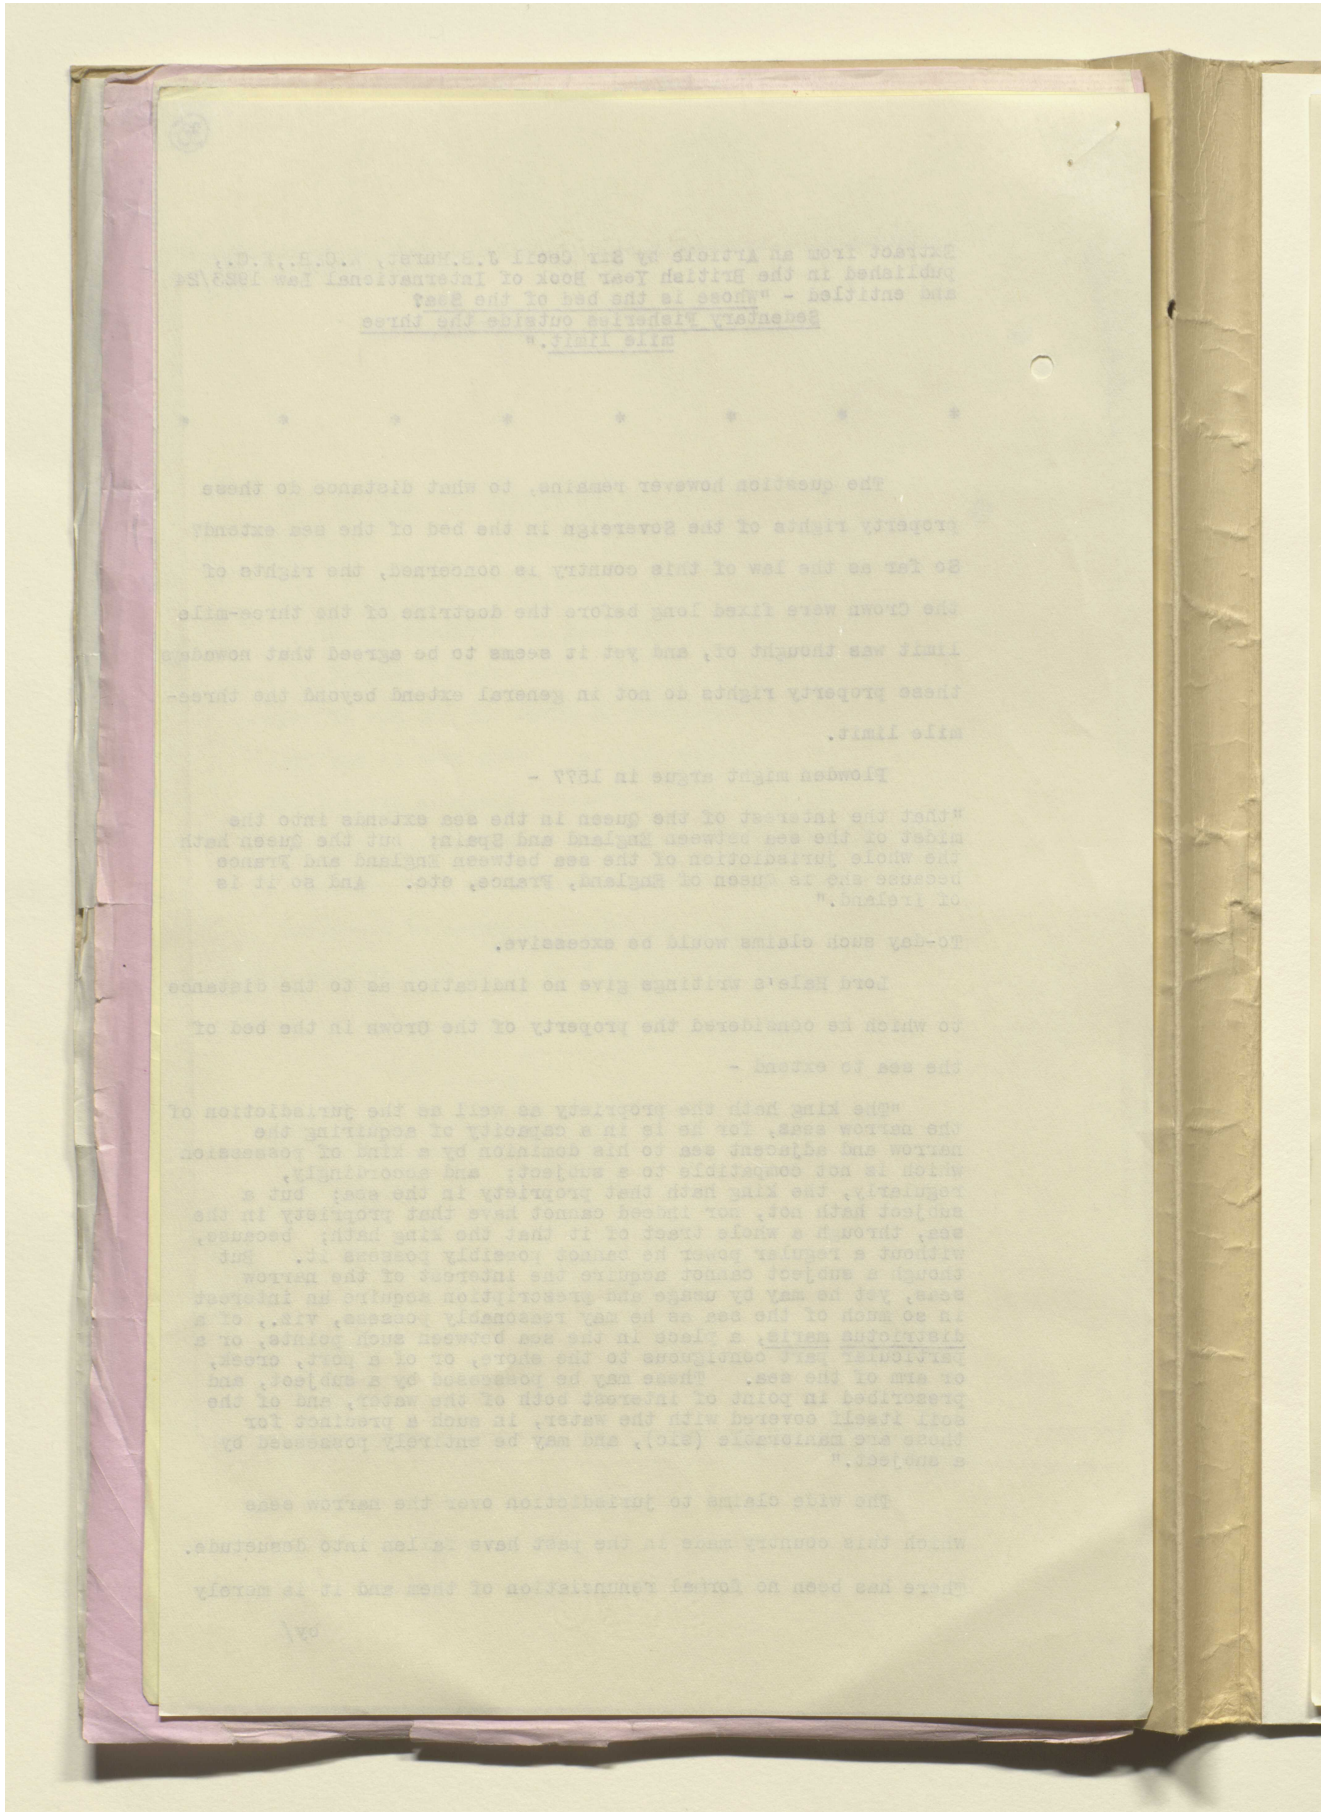 Extract from an Article by Sir Cecil J.B.Hurst, K.C.B.,K.C.,
published in the British Year Book of International Law 1923/24
and entitled - "Whose is the bed of the Sea?
Sedentary Fisheries outside the three
mile limit."
* * * * * * * *
The question however remains, to what distance do these
property rights of the Sovereign in the bed of the sea extend?
So far as the law of this country is concerned, the rights of
the Crown were fixed long before the doctrine of the three-mile
limit was thought of, and yet it seems to be agreed that nowadays
these property rights do not in general extend beyond the three-
mile limit.
Plowden might argue in 1577 -
"that the interest of the Queen in the sea extends into the
midst of the sea between England and Spain; but the Queen hath
the whole jurisdiction of the sea between England and France
because she is Queen of England, France, etc. And so it is
of Ireland."
To-day such claims would be excessive.
Lord Hale's writings give no indication as to the distance
to which he considered the property of the Crown in the bed of
the sea to extend -
"The king hath the propriety as well as the jurisdiction of
the narrow seas, for he is in a capacity of acquiring the
narrow and adjacent sea to his dominion by a kind of possession
which is not compatible to a subject; and accordingly,
regularly, the king hath that propriety in the sea; but a
subject hath not, nor indeed cannot have that propriety in the
sea, through a whole tract of it that the king hath; because,
without a regular power he cannot possibly possess it. But
though a subject cannot acquire the interest of the narrow
seas, yet he may by usage and prescription acquire an interest
in so much of the sea as he may reasonably possess, viz., of a
districtus maris, a place in the sea between such points, or a
particular part contiguous to the shore, or of a port, creek,
or arm of the sea. These may be possessed by a subject, and
prescribed in point of interest both of the water, and of the
soil itself covered with the water, in such a precinct for
those are maniorable (sic), and may be entirely possessed by
a subject."
The wide claims to jurisdiction over the narrow seas
which this country made in the past have fallen into desuetude.
There has been no formal renunciation of them and it is merely
by/